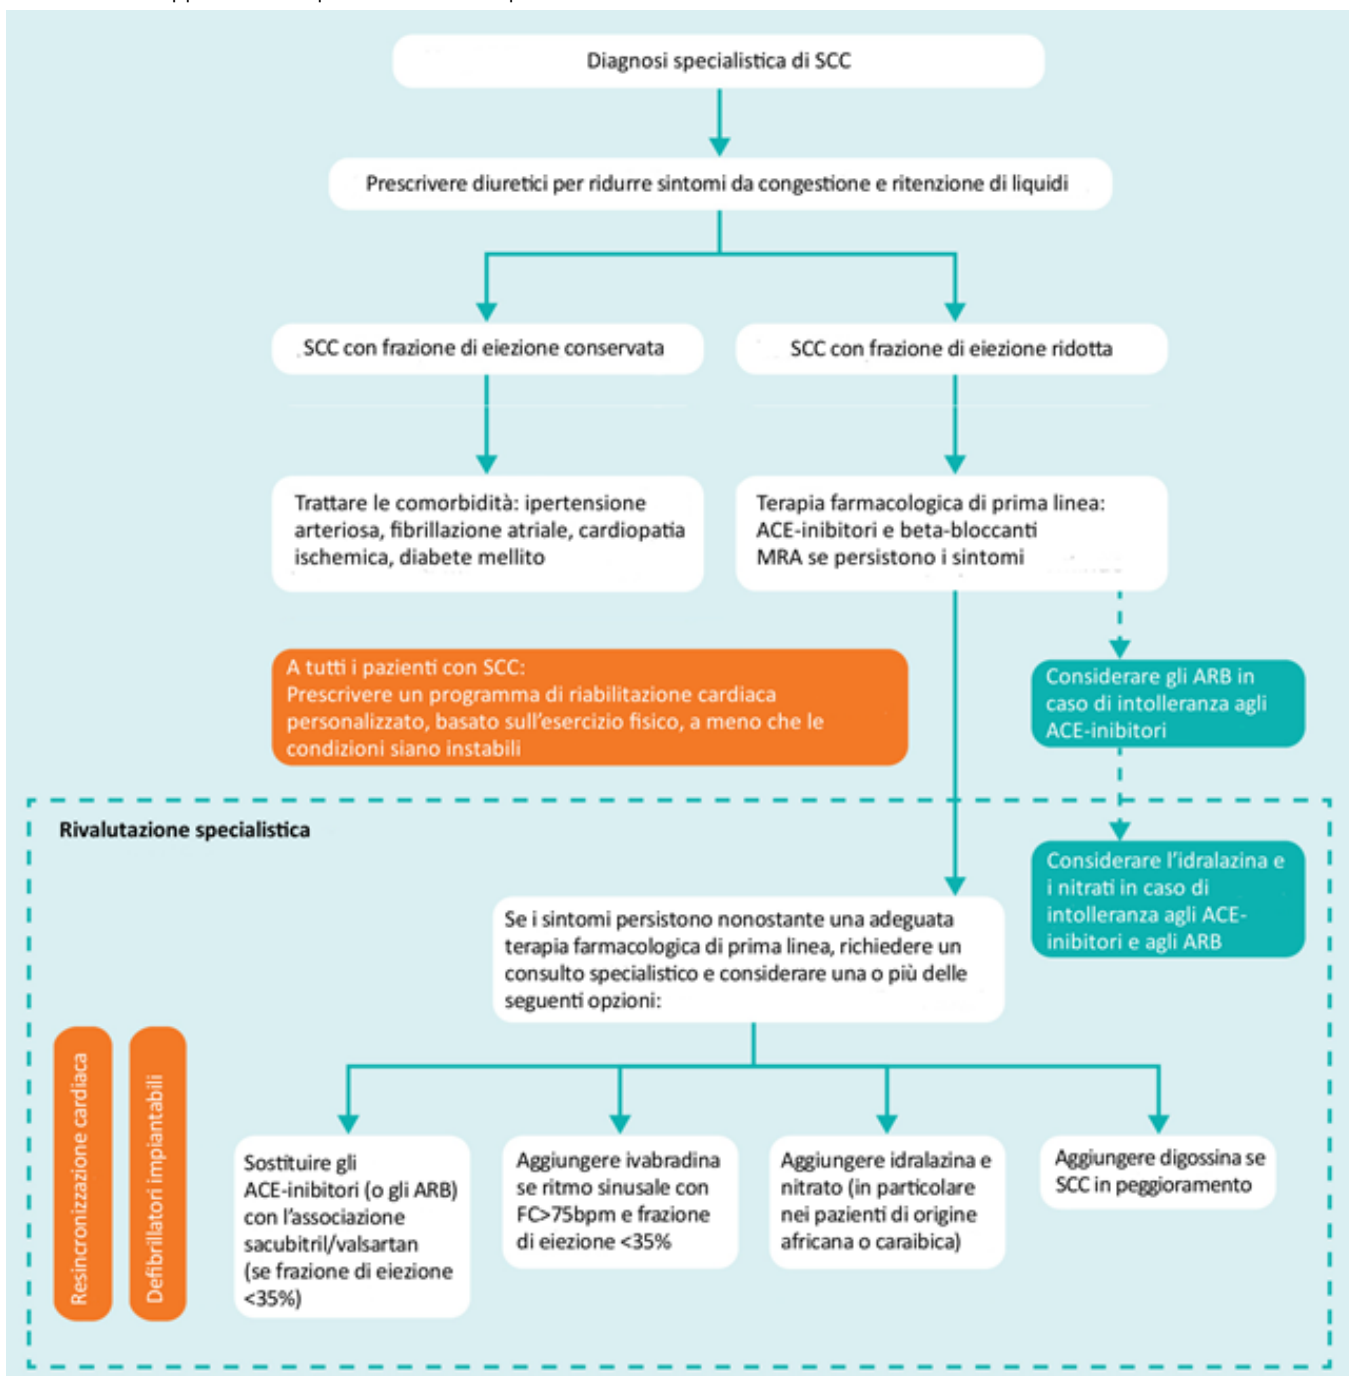 Diagnosi specialistica di SCC
Prescrivere diuretici per ridurre sintomi da congestione e ritenzione di liquidi
SCC con frazione di eiezione conservata
SCC con frazione di eiezione ridotta
Trattare le comorbidità: ipertensione
arteriosa, fibrillazione atriale, cardiopatia
ischemica, diabete mellito
Terapia farmacologica di prima linea:
ACE-inibitori e beta-bloccanti
MRA se persistono i sintomi
A tutti i pazienti con SCC:
Prescrivere un programma di riabilitazione cardiaca
personalizzato, basato sull'esercizio fisico, a meno che le
condizioni siano instabili
Considerare gli ARB in
caso di intolleranza agli
ACE-inibitori
Rivalutazione specialistica
Considerare l'idralazina e
i nitrati in caso di
intolleranza agli ACE-
inibitori e agli ARB
Se i sintomi persistono nonostante una adeguata
terapia farmacologica di prima linea, richiedere un
consulto specialistico e considerare una o più delle
seguenti opzioni:
Resincronizzazione cardiaca
Defibrillatori impiantabili
Sostituire gli
ACE-inibitori (o gli ARB)
con l'associazione
sacubitril/valsartan
(se frazione di eiezione
<35%)
Aggiungere ivabradina
se ritmo sinusale con
FC>75bpm e frazione
di eiezione <35%
Aggiungere idralazina e
nitrato (in particolare
nei pazienti di origine
africana o caraibica)
Aggiungere digossina se
SCC in peggioramento